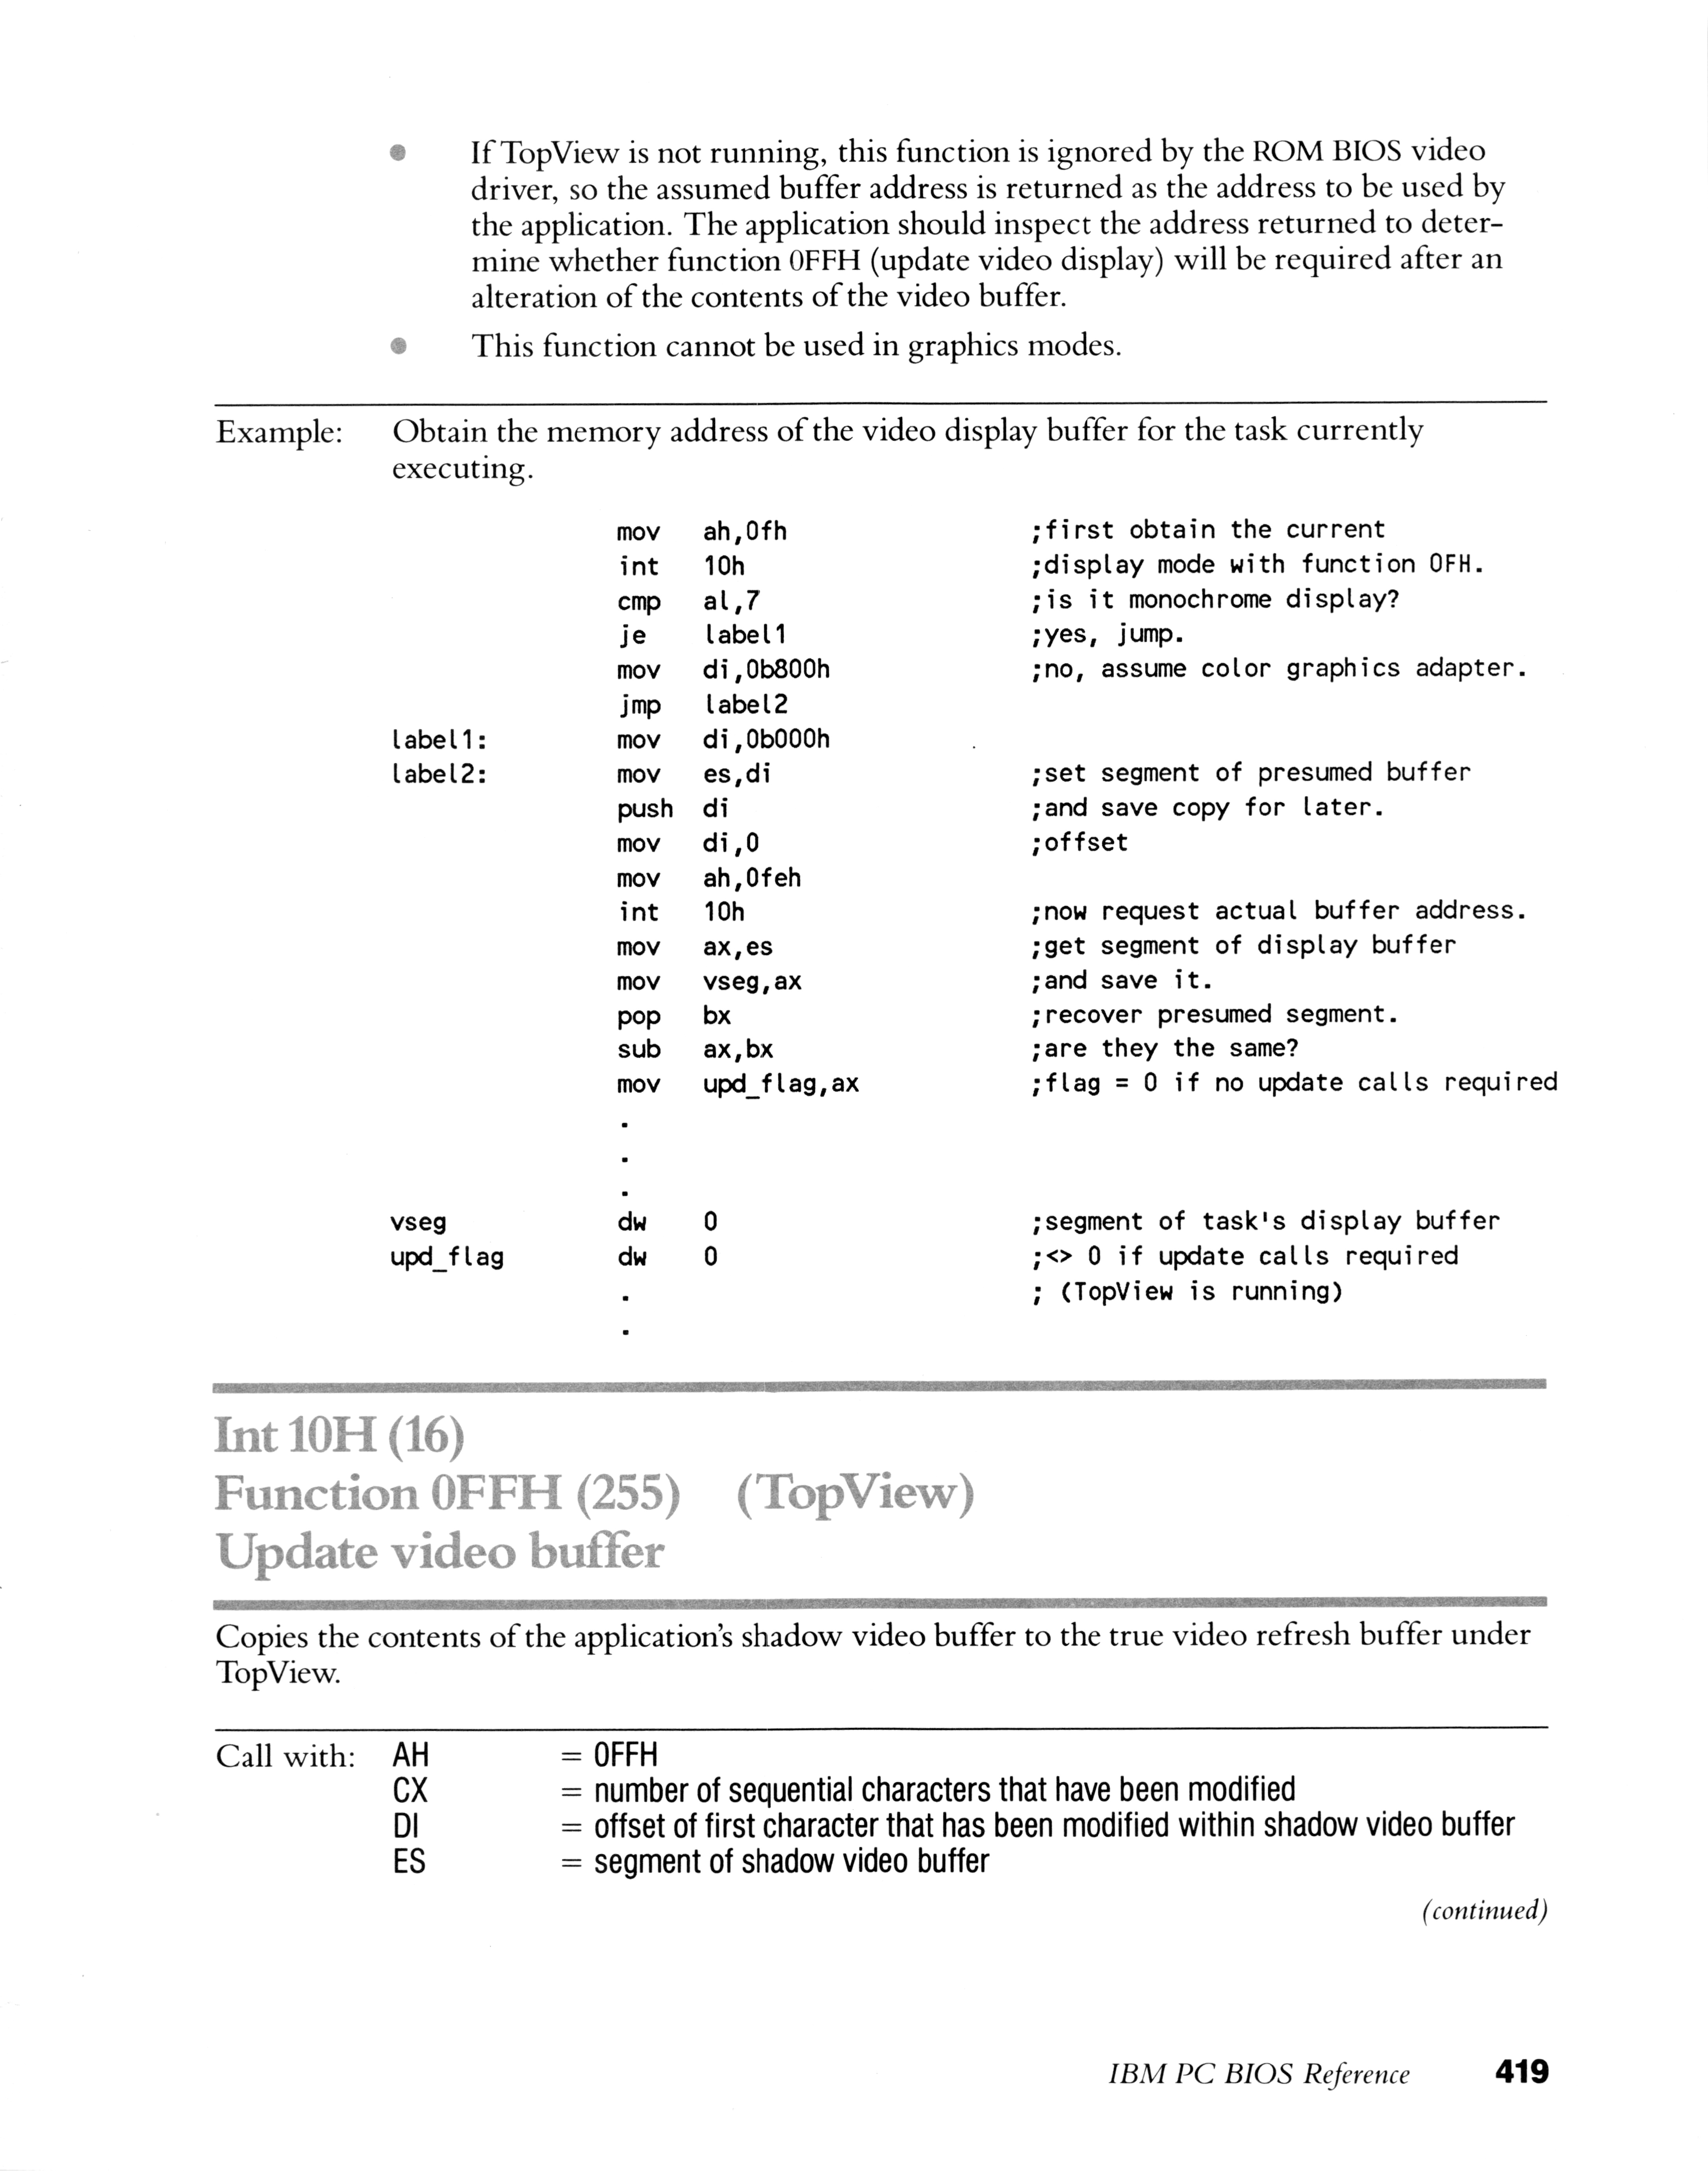 • If TopView is not running, this function is ignored by the ROM BIOS video
driver, so the assumed buffer address is returned as the address to be used by
the application. The application should inspect the address returned to deter-
mine whether function 0FFH (update video display) will be required after an
alteration of the contents of the video buffer.
• This function cannot be used in graphics modes.
Example: Obtain the memory address of the video display buffer for the task currently
executing.
mov ah,0fh ;first obtain the current
int 10h ;display mode with function 0FH.
cmp al,7 ;is it monochrome display?
je label1 ;yes, jump.
mov di,0b800h ;no, assume color graphics adapter.
jmp label2
label1: mov di,0b000h
label2: mov es,di ;set segment of presumed buffer
push di ;and save copy for later.
mov di,0 ;offset
mov ah,0feh
int 10h ;now request actual buffer address.
mov ax,es ;get segment of display buffer
mov vseg,ax ;and save it.
pop bx ;recover presumed segment.
sub ax,bx ;are they the same?
mov upd_flag,ax ;flag = 0 if no update calls required
.
.
.
vseg dw 0 ;segment of task's display buffer
upd_flag dw 0 ;<> 0 if update calls required
. ; (TopView is running)
.
Int 10H (16)
Function 0FFH (255) (TopView)
Update video buffer
Copies the contents of the application's shadow video buffer to the true video refresh buffer under
TopView.
Call with: AH = 0FFH
CX = number of sequential characters that have been modified
DI = offset of first character that has been modified within shadow video buffer
ES = segment of shadow video buffer
(continued)
IBM PC BIOS Reference 419